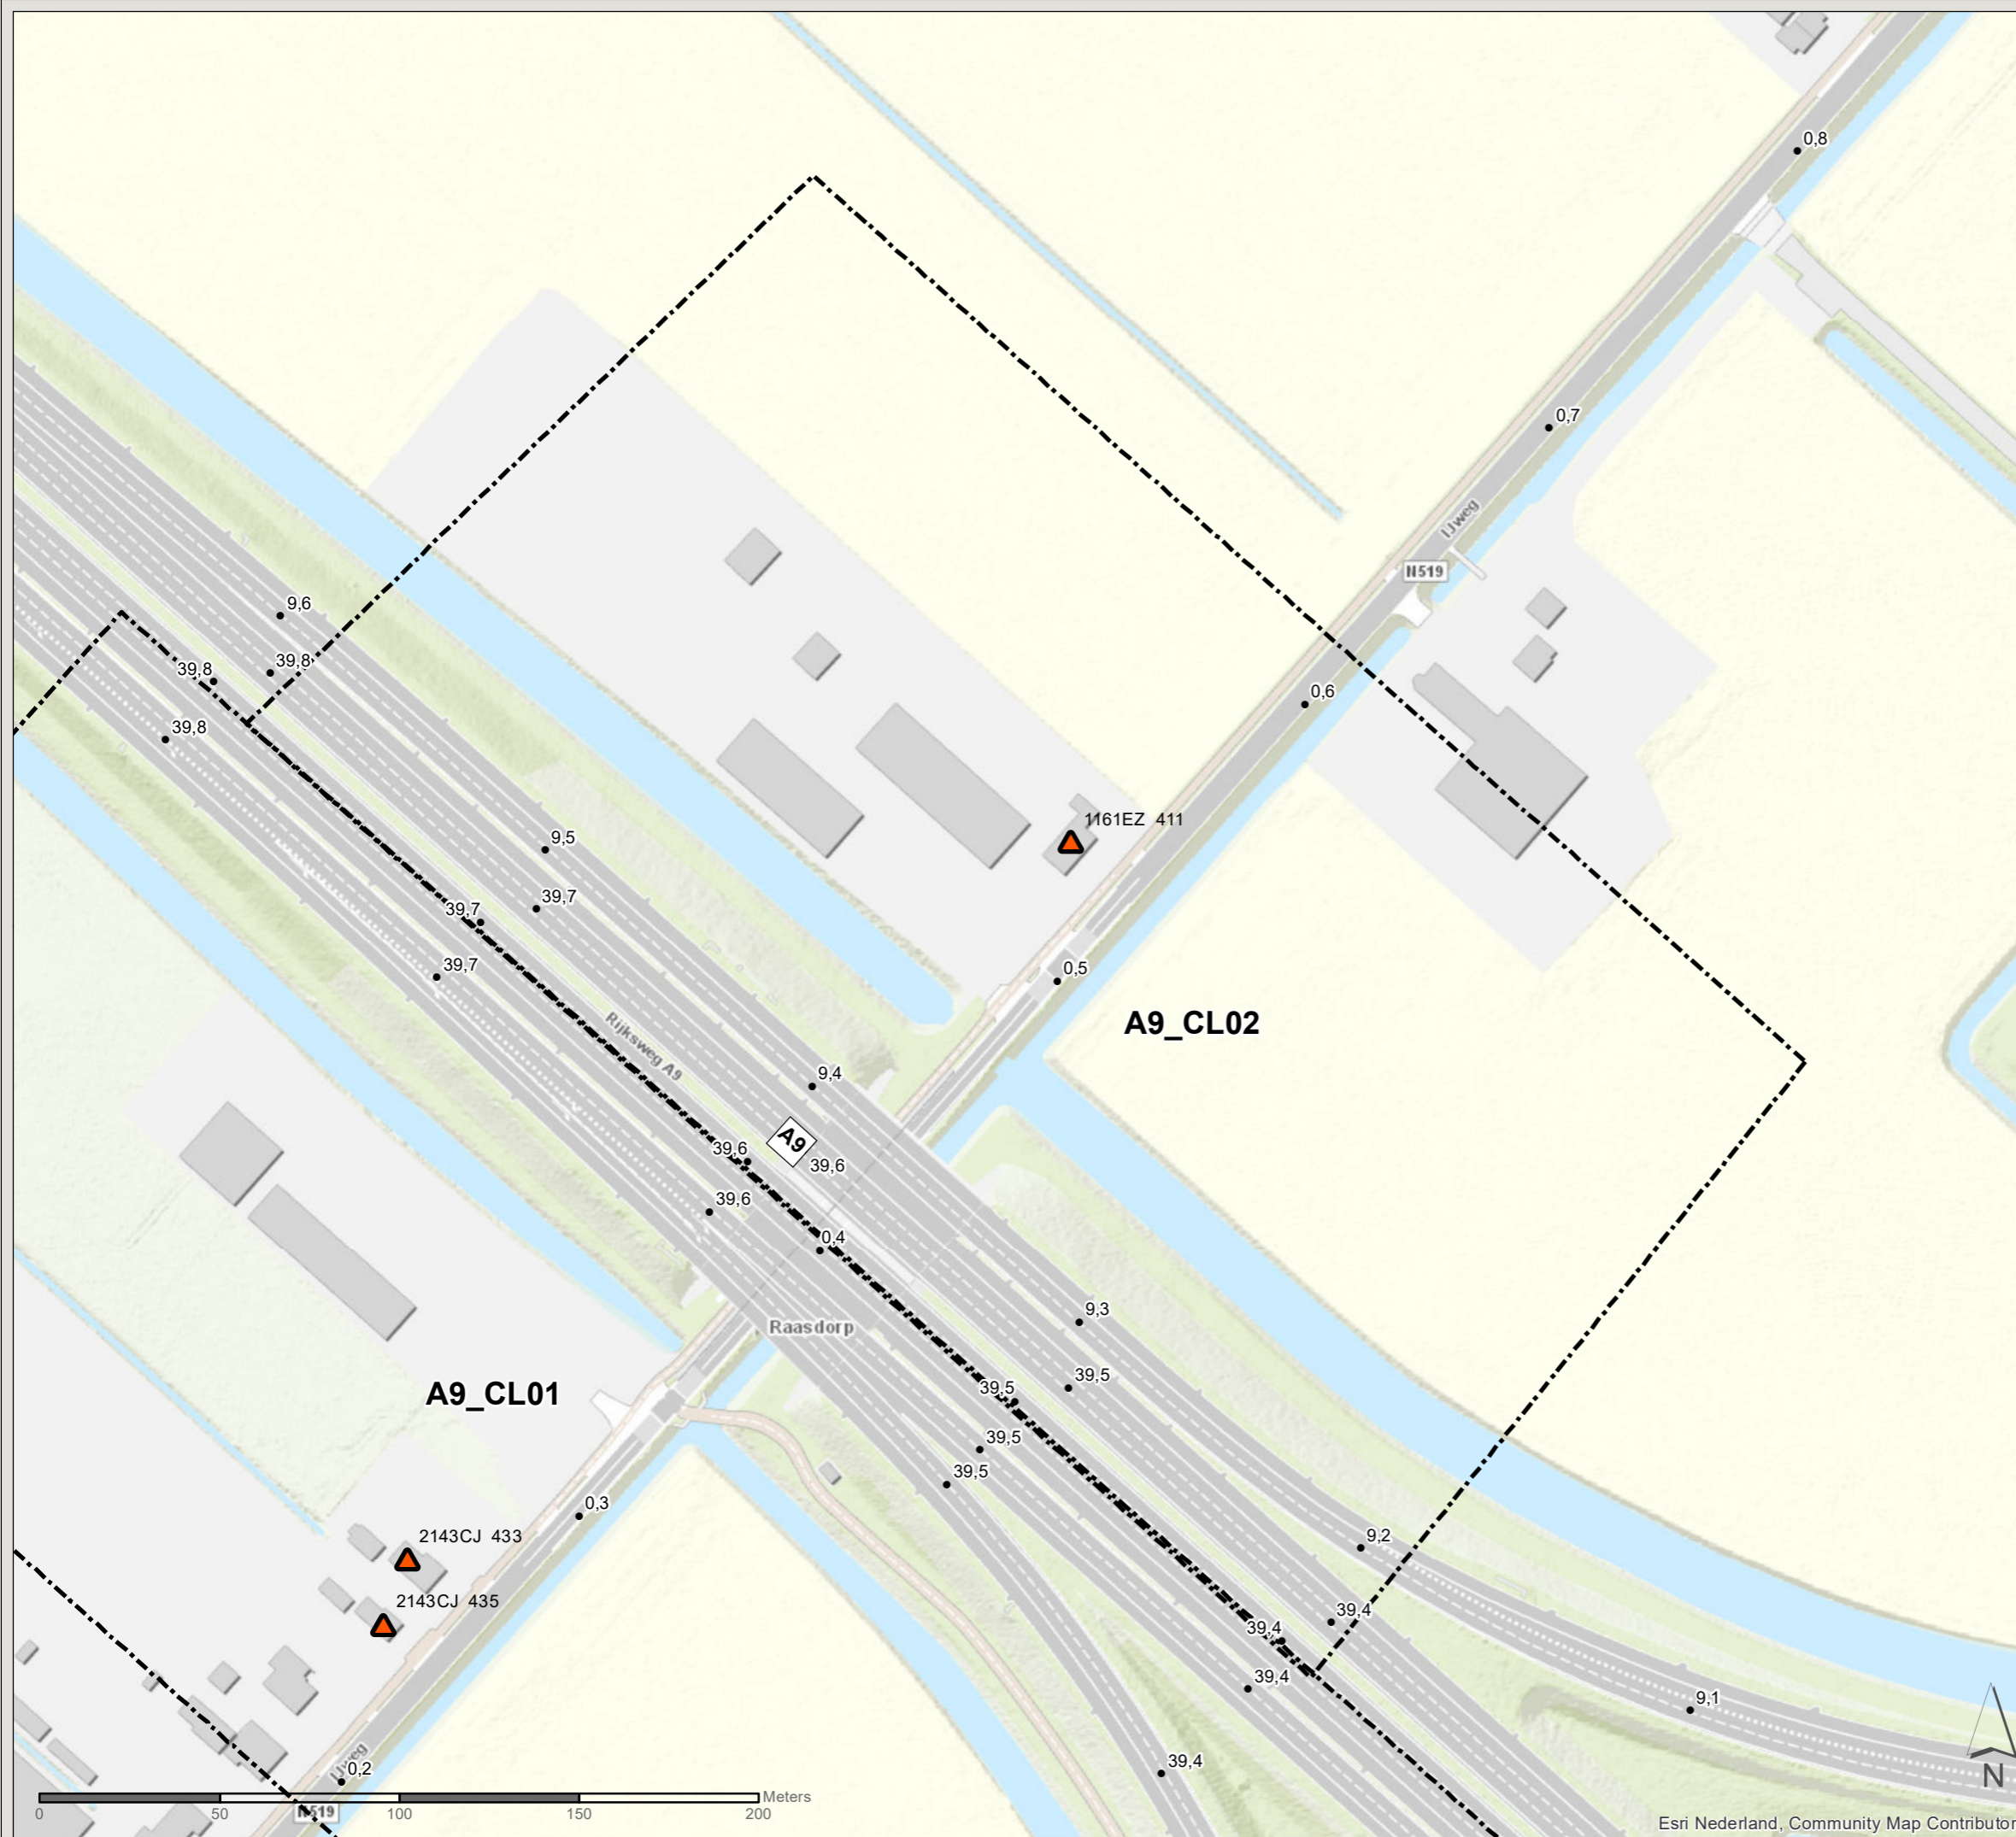 0,8
0,7
IJweg
N519
9,6
39,8
39,8
0,6
39,8
1161EZ 411
9,5
39,7
39,7
39,7
0,5
A9_CL02
Rijksweg A9
9,4
A9
39,6
39,6
39,6
0,4
9,3
Raasdorp
39,5
39,5
A9_CL01
39,5
39,5
0,3
2143CJ 433
9,2
2143CJ 435
39,4
39,4
39,4
9,1
39,4
IJweg
0,2
N519
Meters
0 50 100 150 200
N
Esri Nederland, Community Map Contributo